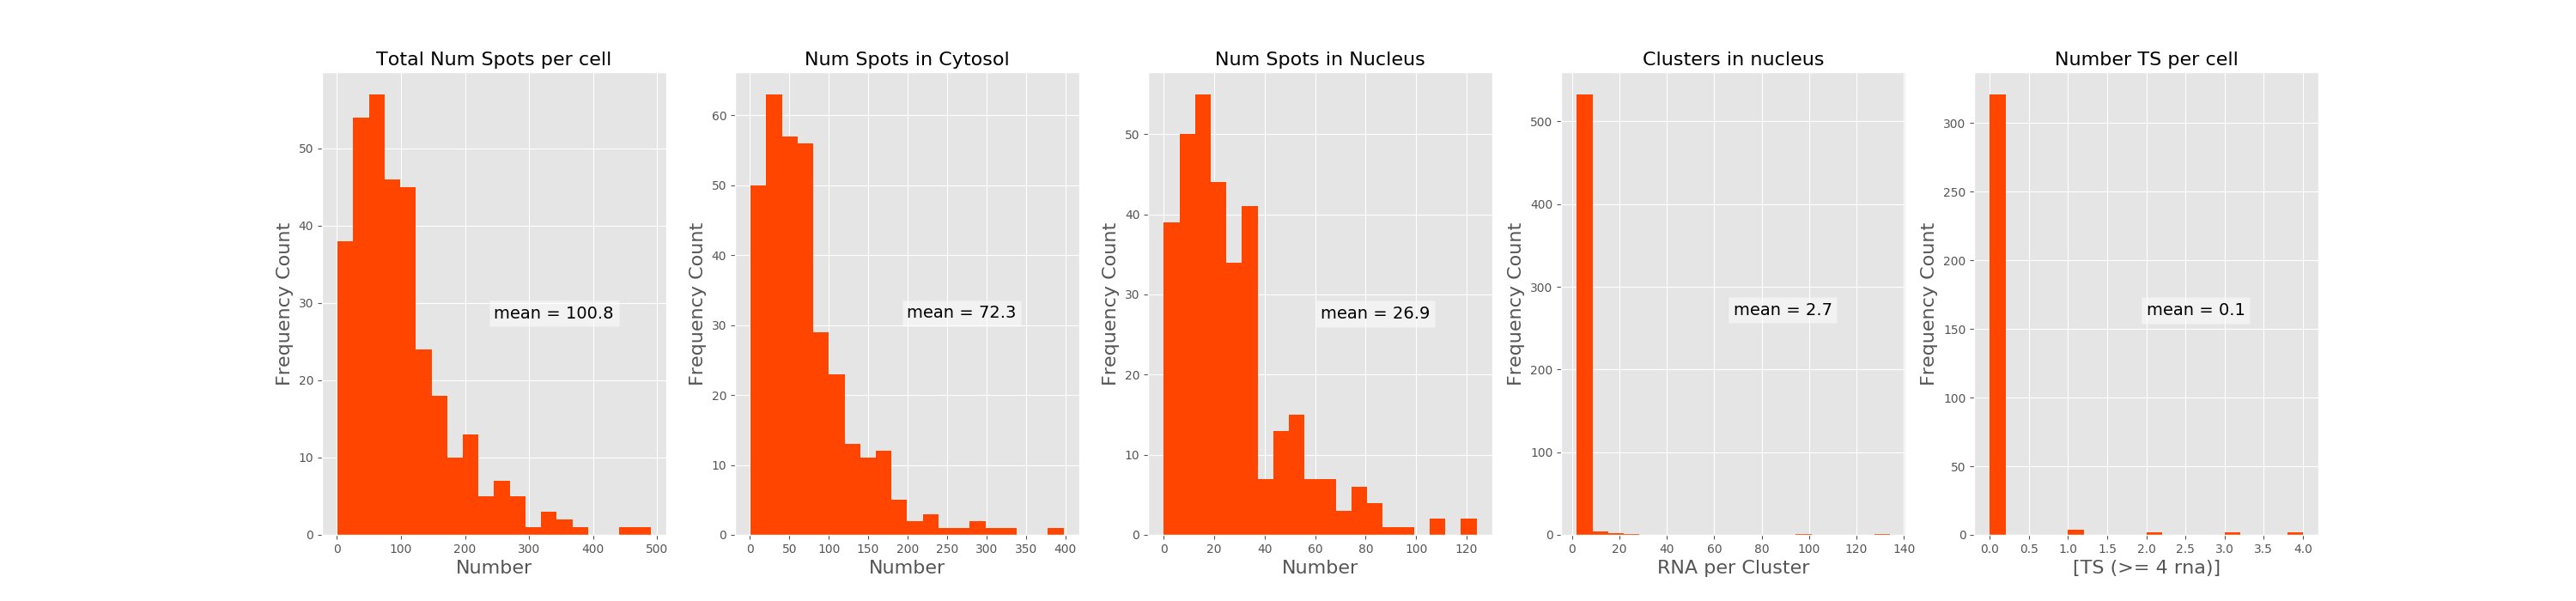 Total Num Spots per cell
Frequency Count
50
40
30
20
10
0
mean = 100.8
0 100 200 300 400 500
Number
Num Spots in Cytosol
Frequency Count
60
50
40
30
20
10
0
mean = 72.3
0 50 100 150 200 250 300 350 400
Number
Num Spots in Nucleus
Frequency Count
50
40
30
20
10
0
mean = 26.9
0 20 40 60 80 100 120
Number
Clusters in nucleus
Frequency Count
500
400
300
200
100
0
mean = 2.7
0 20 40 60 80 100 120 140
RNA per Cluster
Number TS per cell
Frequency Count
300
250
200
150
100
50
0
mean = 0.1
0.0 0.5 1.0 1.5 2.0 2.5 3.0 3.5 4.0
[TS (>= 4 rna)]